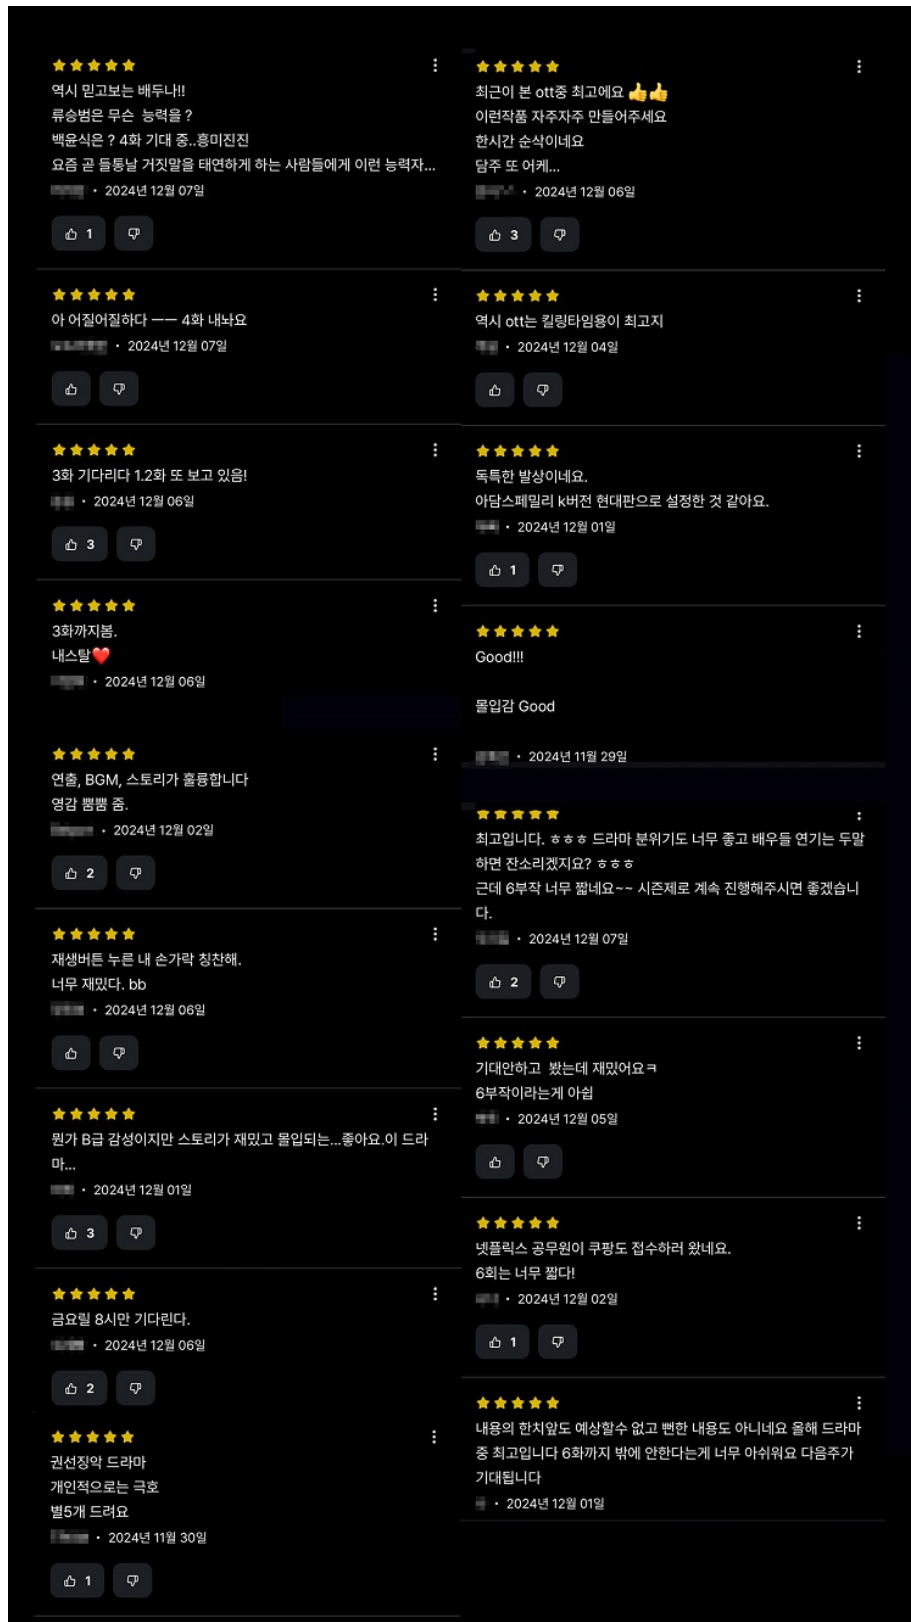 역시 믿고보는 배두나!!
류승범은 무슨 능력을 ?
백윤식은 ? 4화 기대 중..흥미진진
요즘 곧 들통날 거짓말을 태연하게 하는 사람들에게 이런 능력자...
• 2024년 12월 07일
1
아 어질어질하다 ㅡㅡ 4화 내놔요
• 2024년 12월 07일
3화 기다리다 1.2화 또 보고 있음!
• 2024년 12월 06일
3
3화까지봄.
내스탈❤️
• 2024년 12월 06일
연출, BGM, 스토리가 훌륭합니다
영감 뿜뿜 줌.
• 2024년 12월 02일
2
재생버튼 누른 내 손가락 칭찬해.
너무 재밌다. bb
• 2024년 12월 06일
뭔가 B급 감성이지만 스토리가 재밌고 몰입되는...좋아요.이 드라
마...
• 2024년 12월 01일
3
금요릴 8시만 기다린다.
• 2024년 12월 06일
2
권선징악 드라마
개인적으로는 극호
별5개 드려요
• 2024년 11월 30일
1
최근이 본 ott중 최고에요 👍👍
이런작품 자주자주 만들어주세요
한시간 순삭이네요
담주 또 어케...
• 2024년 12월 06일
3
역시 ott는 킬링타임용이 최고지
• 2024년 12월 04일
독특한 발상이네요.
아담스페밀리 k버전 현대판으로 설정한 것 같아요.
• 2024년 12월 01일
1
Good!!!
몰입감 Good
• 2024년 11월 29일
최고입니다. ㅎㅎㅎ 드라마 분위기도 너무 좋고 배우들 연기는 두말
하면 잔소리겠지요? ㅎㅎㅎ
근데 6부작 너무 짧네요~~ 시즌제로 계속 진행해주시면 좋겠습니
다.
• 2024년 12월 07일
2
기대안하고 봤는데 재밌어요ㅋ
6부작이라는게 아쉽
• 2024년 12월 05일
넷플릭스 공무원이 쿠팡도 접수하러 왔네요.
6회는 너무 짧다!
• 2024년 12월 02일
1
내용의 한치앞도 예상할수 없고 뻔한 내용도 아니네요 올해 드라마
중 최고입니다 6화까지 밖에 안한다는게 너무 아쉬워요 다음주가
기대됩니다
• 2024년 12월 01일